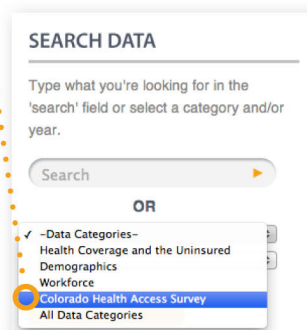 SEARCH DATA
Type what you're looking for in the
'search' field or select a category and/or
year.
Search
OR
✓ –Data Categories–
Health Coverage and the Uninsured
Demographics
Workforce
Colorado Health Access Survey
All Data Categories